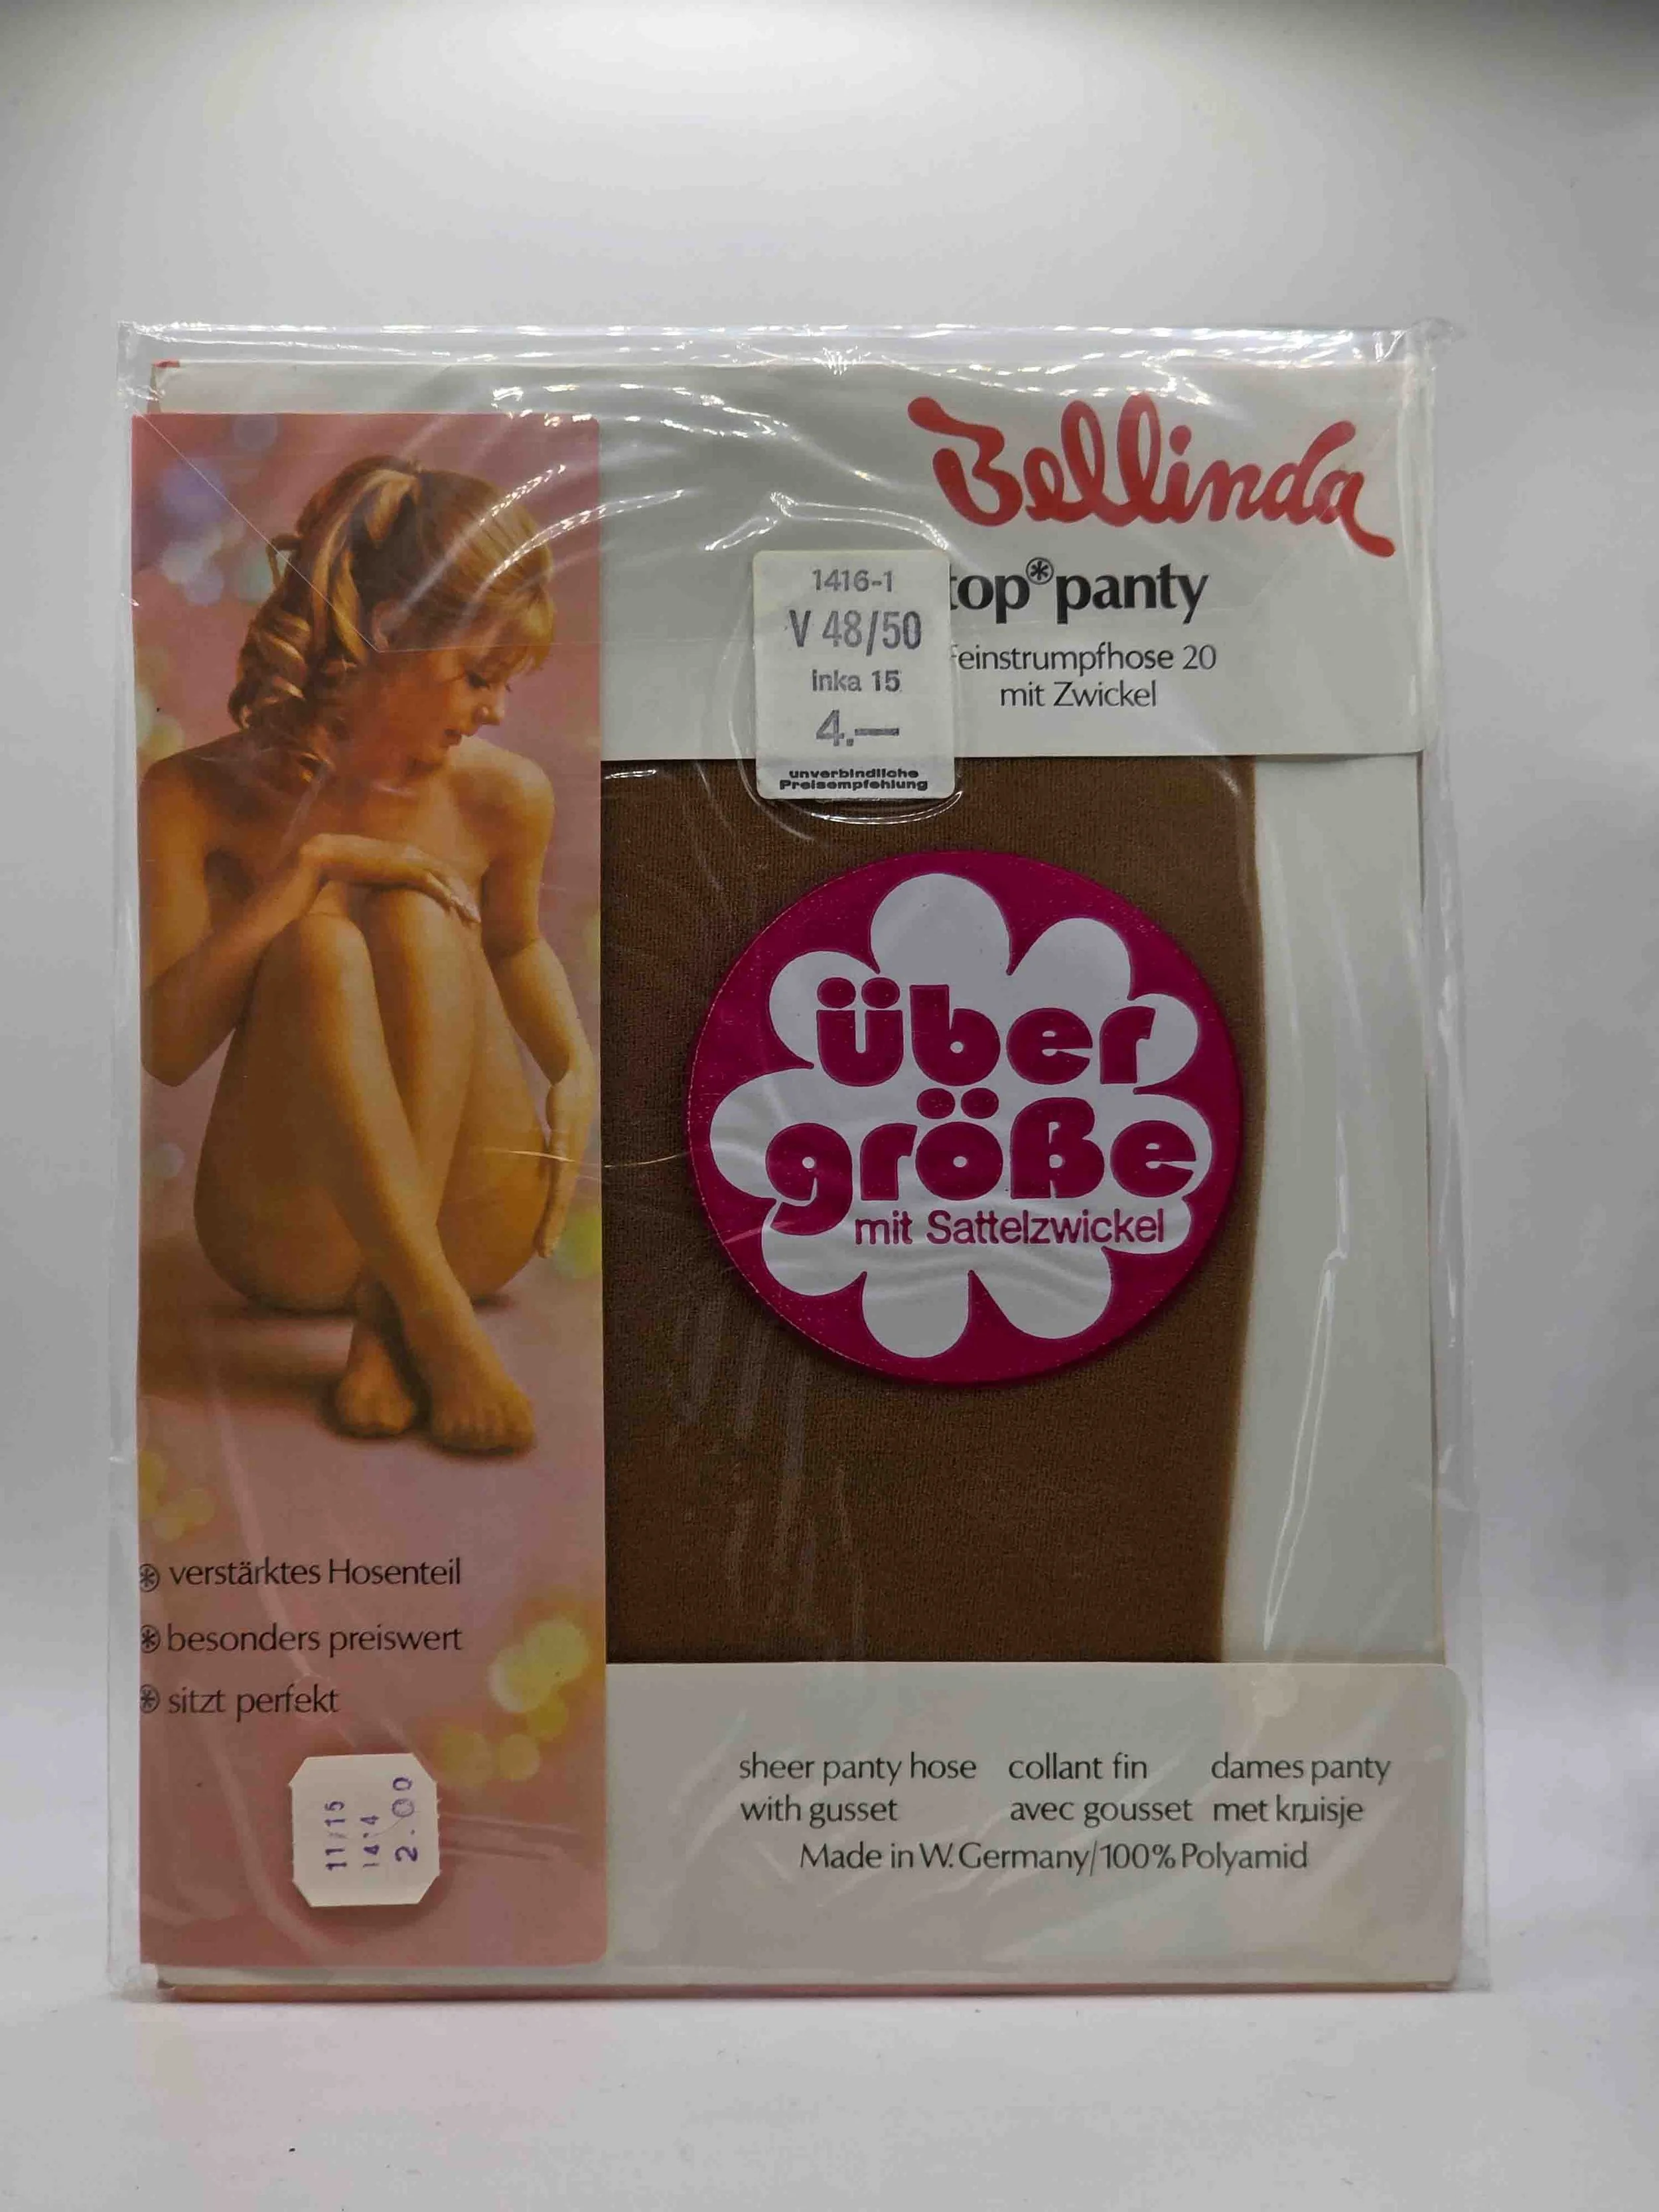 Bellinda
top®panty
Feinstrumpfhose 20
mit Zwickel
1416-1
V 48/50
Inka 15
4.—
unverbindliche
Preisempfehlung
über
größe
mit Sattelzwickel
verstärktes Hosenteil
besonders preiswert
sitzt perfekt
11/15
2.00
sheer panty hose collant fin dames panty
with gusset avec gousset met kruisje
Made in W.Germany/100% Polyamid